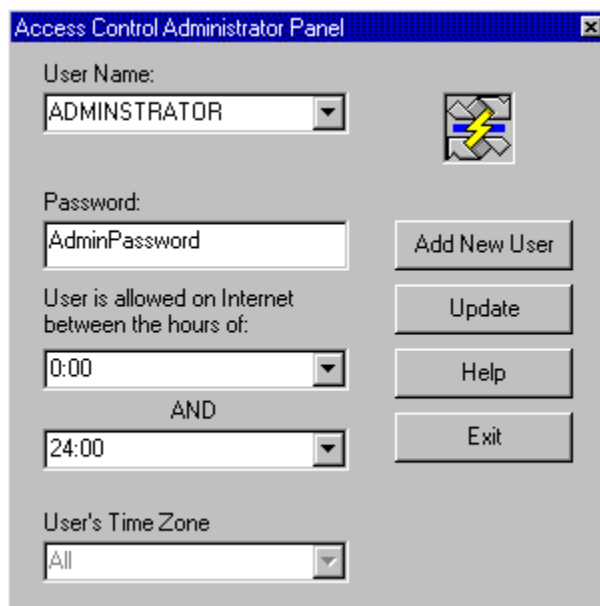 Access Control Administrator Panel
User Name:
ADMINSTRATOR
Password:
AdminPassword
Add New User
User is allowed on Internet
between the hours of:
Update
0:00
Help
AND
24:00
Exit
User's Time Zone
All